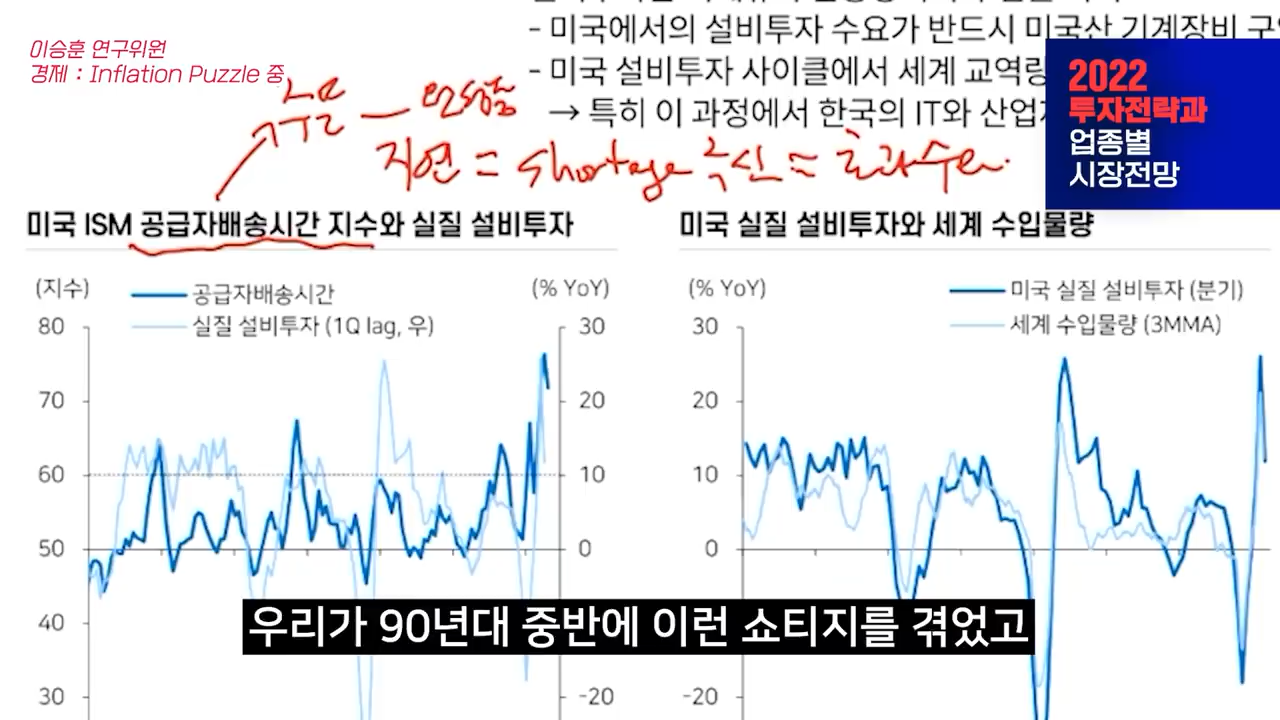 - 미국에서의 설비투자 수요가 반드시 미국산 기계장비 구
이승훈 연구위원
경제 : Inflation Puzzle 중
- 미국 설비투자 사이클에서 세계 교역량
→ 특히 이 과정에서 한국의 IT와 산업
2022
투자전략과
업종별
시장전망
지연 = Shortage 극심 = 초과수요
미국 ISM 공급자배송시간 지수와 실질 설비투자
(지수)
공급자배송시간
실질 설비투자 (1Q lag, 우)
(% YoY)
80
70
60
50
40
30
30
20
10
0
-20
미국 실질 설비투자와 세계 수입물량
(% YoY)
미국 실질 설비투자 (분기)
세계 수입물량 (3MMA)
30
20
10
0
-20
우리가 90년대 중반에 이런 쇼티지를 겪었고